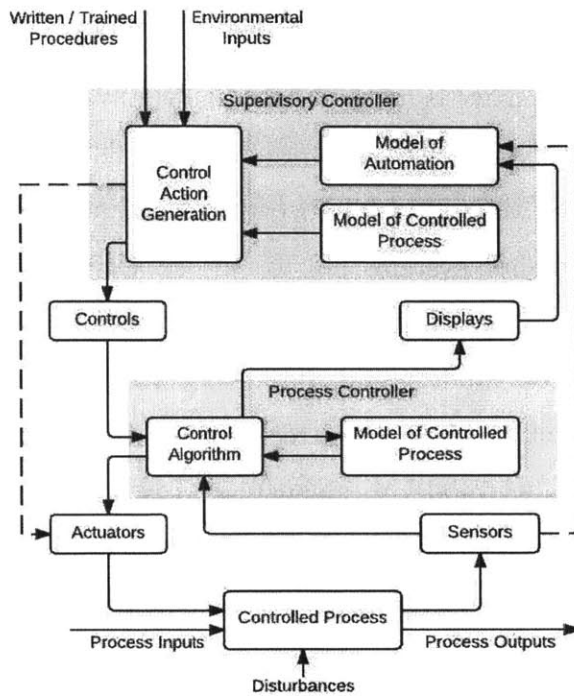 Written / Trained
Procedures
Environmental
Inputs
Supervisory Controller
Control
Action
Generation
Model of
Automation
Model of Controlled
Process
Controls
Displays
Process Controller
Control
Algorithm
Model of Controlled
Process
Actuators
Sensors
Controlled Process
Process Inputs
Process Outputs
Disturbances